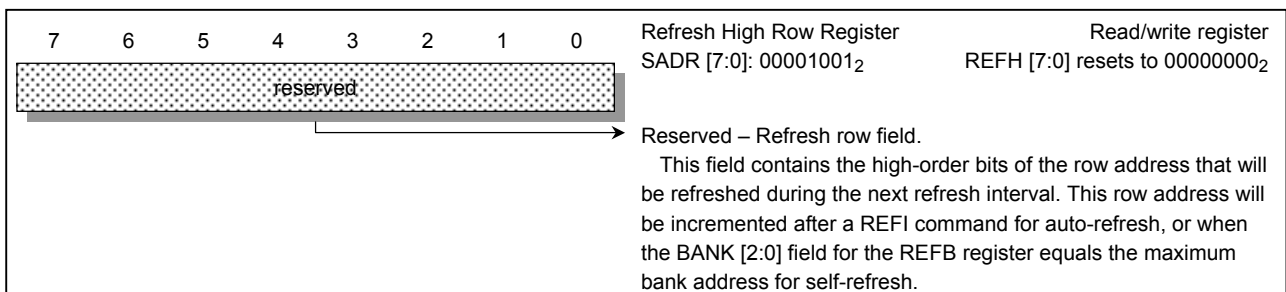 7 6 5 4 3 2 1 0
reserved
Refresh High Row Register Read/write register
SADR [7:0]: 00001001₂ REFH [7:0] resets to 00000000₂
Reserved – Refresh row field.
This field contains the high-order bits of the row address that will
be refreshed during the next refresh interval. This row address will
be incremented after a REFI command for auto-refresh, or when
the BANK [2:0] field for the REFB register equals the maximum
bank address for self-refresh.